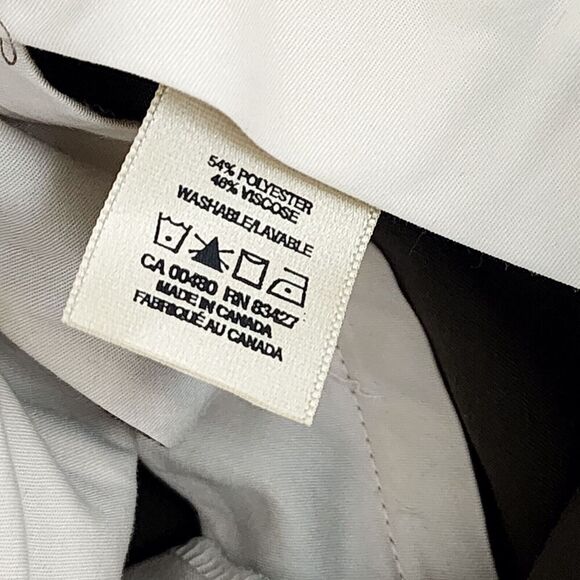 54% POLYESTER
46% VISCOSE
WASHABLE/LAVABLE
CA 00480 RN 83427
MADE IN CANADA
FABRIQUÉ AU CANADA